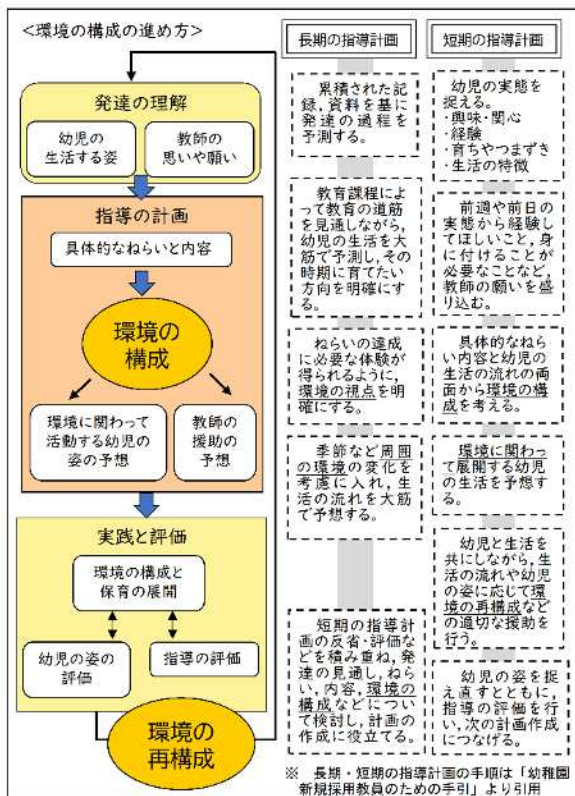 <環境の構成の進め方>
発達の理解
幼児の
生活する姿
教師の
思いや願い
指導の計画
具体的なねらいと内容
環境の
構成
環境に関わって
活動する幼児の
姿の予想
教師の
援助の
予想
実践と評価
環境の構成と
保育の展開
幼児の姿の
評価
指導の評価
環境の
再構成
長期の指導計画
累積された記
録,資料を基に
発達の過程を
予測する。
教育課程によ
って教育の道筋
を見通しながら,
幼児の生活を大
筋で予測し,その
時期に育てたい
方向を明確にす
る。
ねらいの達成
に必要な体験が
得られるように,
環境の視点を明
確にする。
季節など周囲
の環境の変化を
考慮に入れ,生
活の流れを大筋
で予想する。
短期の指導計
画の反省・評価な
どを積み重ね,発
達の見通し,ねら
い,内容,環境の
構成などについ
て検討し,計画の
作成に役立てる。
短期の指導計画
幼児の実態を
捉える。
・興味・関心
・経験
・育ちやつまずき
・生活の特徴
前週や前日の
実態から経験し
てほしいこと,身
に付けることが
必要なことなど,
教師の願いを盛
り込む。
具体的なねら
い内容と幼児の
生活の流れの両
面から環境の構
成を考える。
環境に関わっ
て展開する幼児
の生活を予想す
る。
幼児と生活を
共にしながら,生
活の流れや幼児
の姿に応じて環
境の再構成など
の適切な援助を
行う。
幼児の姿を捉
え直すとともに,
指導の評価を行
い,次の計画作成
につなげる。
※ 長期・短期の指導計画の手順は「幼稚園
新規採用教員のための手引」より引用